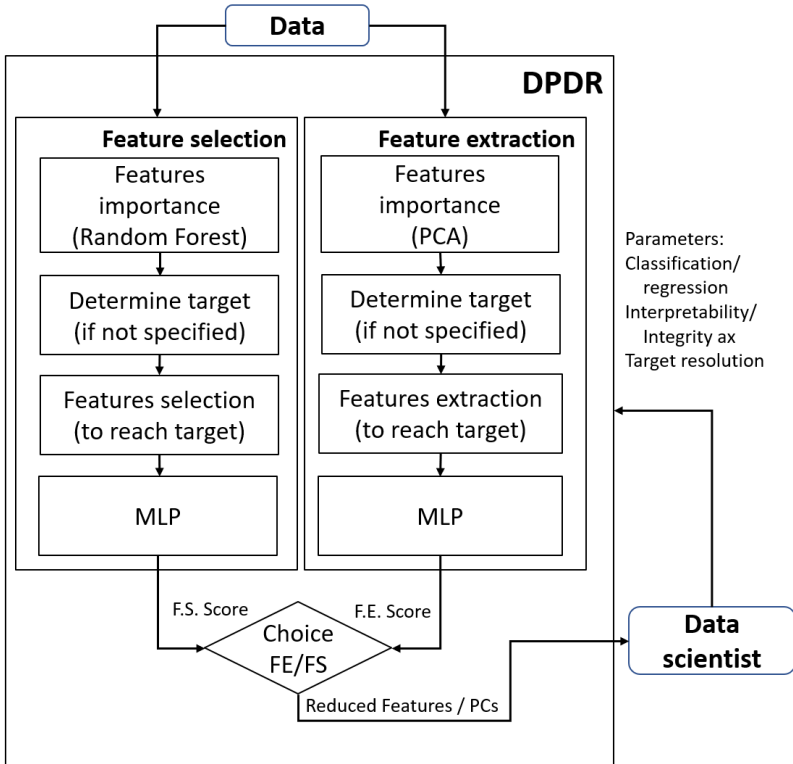 Data
DPDR
Feature selection
Features
importance
(Random Forest)
Determine target
(if not specified)
Features selection
(to reach target)
MLP
Feature extraction
Features
importance
(PCA)
Determine target
(if not specified)
Features extraction
(to reach target)
MLP
Parameters:
Classification/
regression
Interpretability/
Integrity ax
Target resolution
F.S. Score
F.E. Score
Choice
FE/FS
Reduced Features / PCs
Data
scientist